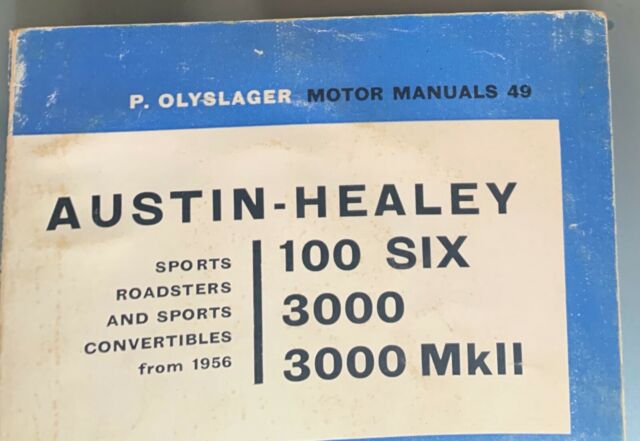 P. OLYSLAGER MOTOR MANUALS 49
AUSTIN-HEALEY
SPORTS
ROADSTERS
AND SPORTS
CONVERTIBLES
from 1956
100 SIX
3000
3000 MkII